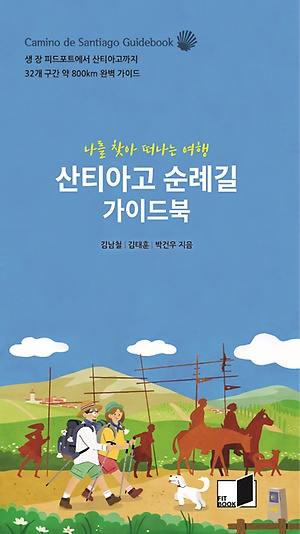 Camino de Santiago Guidebook
생 장 피드포트에서 산티아고까지
32개 구간 약 800km 완벽 가이드
나를 찾아 떠나는 여행
산티아고 순례길
가이드북
김남철 | 김태훈 | 박건우 지음
FIT
BOOK